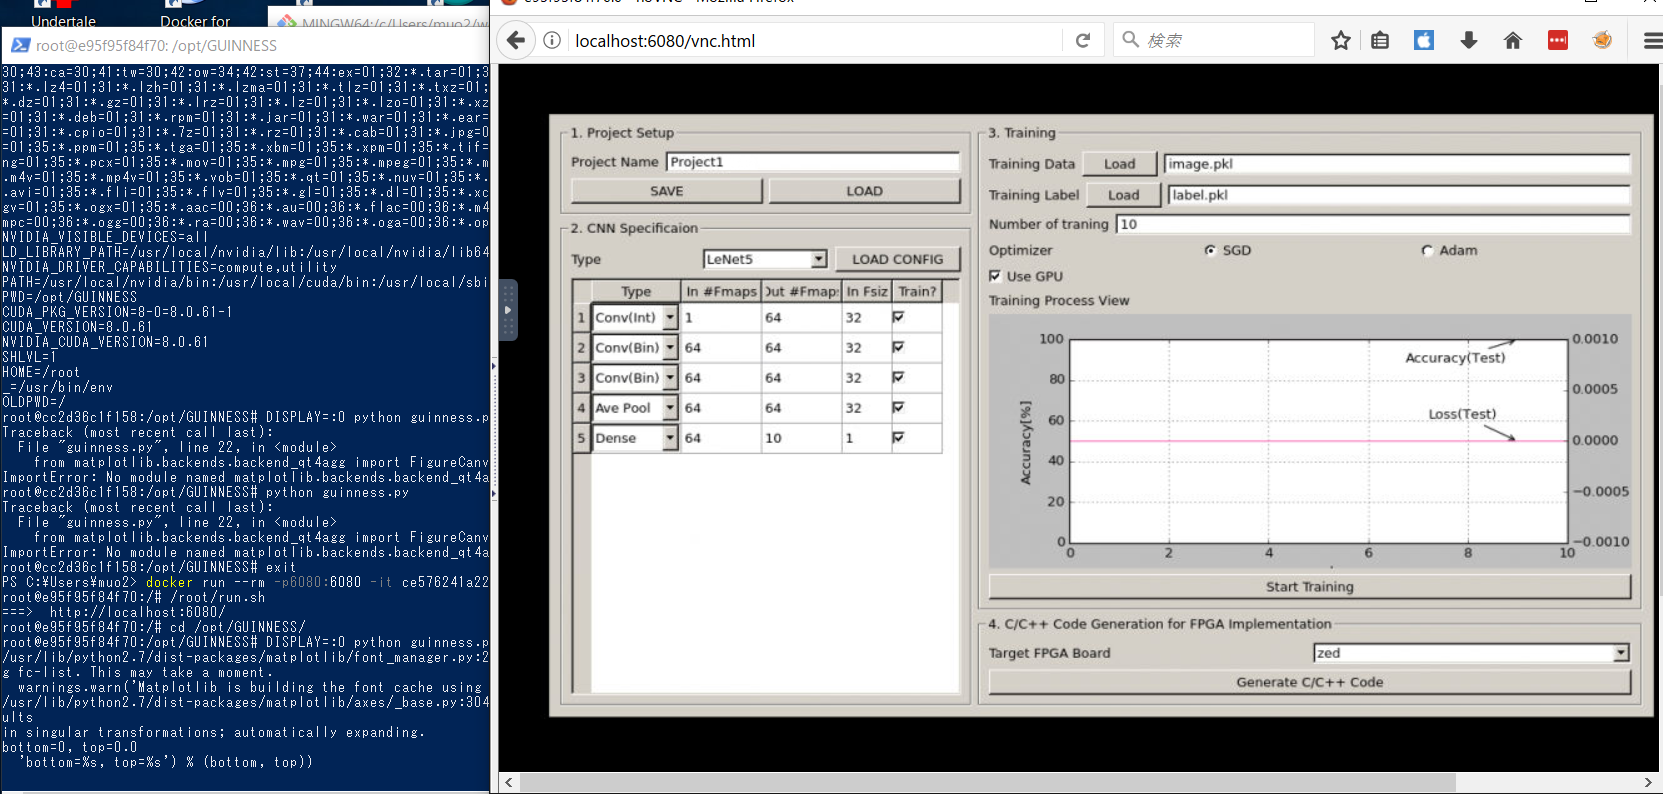 Undertale
Docker for
MINGW64:/c/Users/muo2/w
root@e95f95f84f70: /opt/GUINNESS
30;43:ca=30;41:tw=30;42:ow=34;42:st=37;44:ex=01;32:*.tar=01;3
31:*.lz4=01;31:*.lzh=01;31:*.lzma=01;31:*.tlz=01;31:*.txz=01;
*.dz=01;31:*.gz=01;31:*.lrz=01;31:*.lz=01;31:*.lzo=01;31:*.xz
=01;31:*.deb=01;31:*.rpm=01;31:*.jar=01;31:*.war=01;31:*.ear=
=01;31:*.cpio=01;31:*.7z=01;31:*.rz=01;31:*.cab=01;31:*.jpg=0
=01;35:*.ppm=01;35:*.tga=01;35:*.xbm=01;35:*.xpm=01;35:*.tif=
ng=01;35:*.pcx=01;35:*.mov=01;35:*.mpg=01;35:*.mpeg=01;35:*.m
.m4v=01;35:*.mp4v=01;35:*.vob=01;35:*.qt=01;35:*.nuv=01;35:*.
.avi=01;35:*.fli=01;35:*.flv=01;35:*.gl=01;35:*.dl=01;35:*.xc
gv=01;35:*.ogx=01;35:*.aac=00;36:*.au=00;36:*.flac=00;36:*.m4
mpc=00;36:*.ogg=00;36:*.ra=00;36:*.wav=00;36:*.oga=00;36:*.op
NVIDIA_VISIBLE_DEVICES=all
LD_LIBRARY_PATH=/usr/local/nvidia/lib:/usr/local/nvidia/lib64
NVIDIA_DRIVER_CAPABILITIES=compute,utility
PATH=/usr/local/nvidia/bin:/usr/local/cuda/bin:/usr/local/sbi
PWD=/opt/GUINNESS
CUDA_PKG_VERSION=8-0=8.0.61-1
CUDA_VERSION=8.0.61
NVIDIA_CUDA_VERSION=8.0.61
SHLVL=1
HOME=/root
_=/usr/bin/env
OLDPWD=/
root@cc2d36c1f158:/opt/GUINNESS# DISPLAY=:0 python guinness.p
Traceback (most recent call last):
  File "guinness.py", line 22, in <module>
    from matplotlib.backends.backend_qt4agg import FigureCanv
ImportError: No module named matplotlib.backends.backend_qt4a
root@cc2d36c1f158:/opt/GUINNESS# python guinness.py
Traceback (most recent call last):
  File "guinness.py", line 22, in <module>
    from matplotlib.backends.backend_qt4agg import FigureCanv
ImportError: No module named matplotlib.backends.backend_qt4a
root@cc2d36c1f158:/opt/GUINNESS# exit
PS C:¥Users¥muo2> docker run --rm -p6080:6080 -it ce576241a22
root@e95f95f84f70:/# /root/run.sh
===>  http://localhost:6080/
root@e95f95f84f70:/# cd /opt/GUINNESS/
root@e95f95f84f70:/opt/GUINNESS# DISPLAY=:0 python guinness.p
/usr/lib/python2.7/dist-packages/matplotlib/font_manager.py:2
g fc-list. This may take a moment.
  warnings.warn('Matplotlib is building the font cache using
/usr/lib/python2.7/dist-packages/matplotlib/axes/_base.py:304
ults
in singular transformations; automatically expanding.
bottom=0, top=0.0
  'bottom=%s, top=%s') % (bottom, top))
localhost:6080/vnc.html
検索
1. Project Setup
Project Name Project1
SAVE LOAD
2. CNN Specificaion
Type LeNet5 LOAD CONFIG
Type In #Fmaps Out #Fmap: In Fsiz Train?
1 Conv(Int) 1 64 32
2 Conv(Bin) 64 64 32
3 Conv(Bin) 64 64 32
4 Ave Pool 64 64 32
5 Dense 64 10 1
3. Training
Training Data Load image.pkl
Training Label Load label.pkl
Number of traning 10
Optimizer SGD Adam
Use GPU
Training Process View
Accuracy[%]
100
80
60
40
20
0
0 2 4 6 8 10
Accuracy(Test)
Loss(Test)
0.0010
0.0005
0.0000
−0.0005
−0.0010
Start Training
4. C/C++ Code Generation for FPGA Implementation
Target FPGA Board zed
Generate C/C++ Code